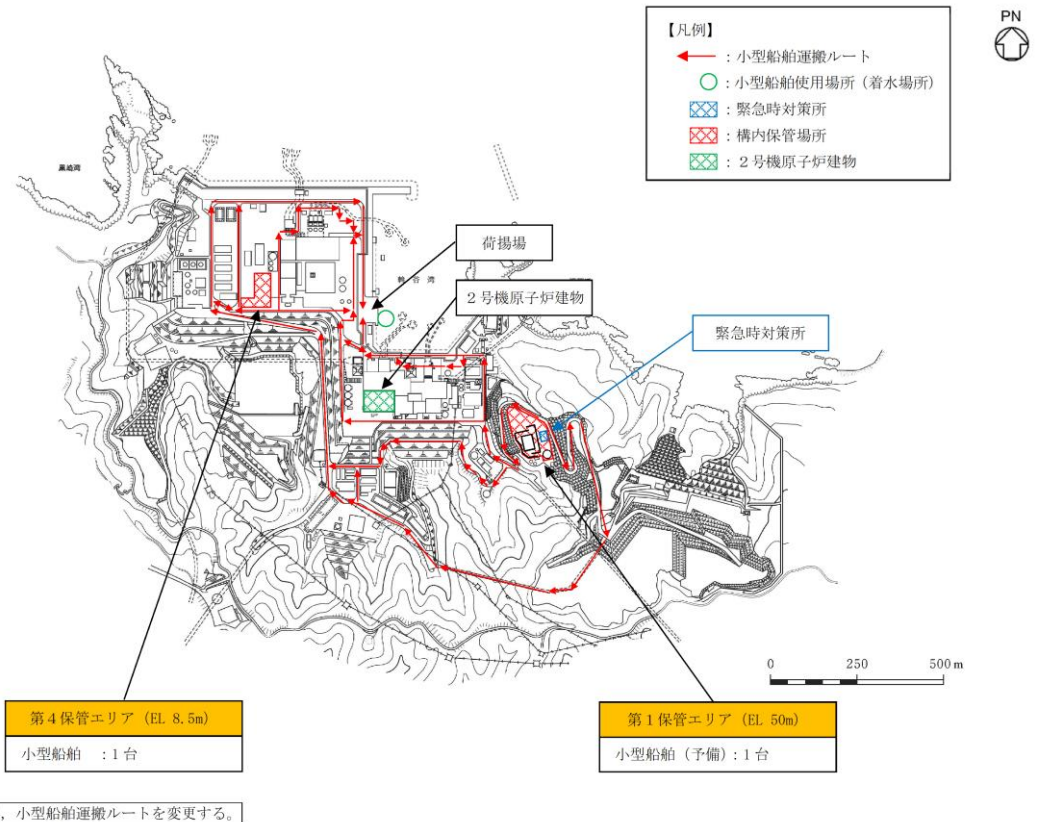 PN
【凡例】
：小型船舶運搬ルート
：小型船舶使用場所（着水場所）
：緊急時対策所
：構内保管場所
：２号機原子炉建物
荷揚場
輪谷湾
２号機原子炉建物
緊急時対策所
0 250 500 m
第４保管エリア（EL 8.5m）
小型船舶 ：1 台
第１保管エリア（EL 50m）
小型船舶（予備）：1 台
，小型船舶運搬ルートを変更する。